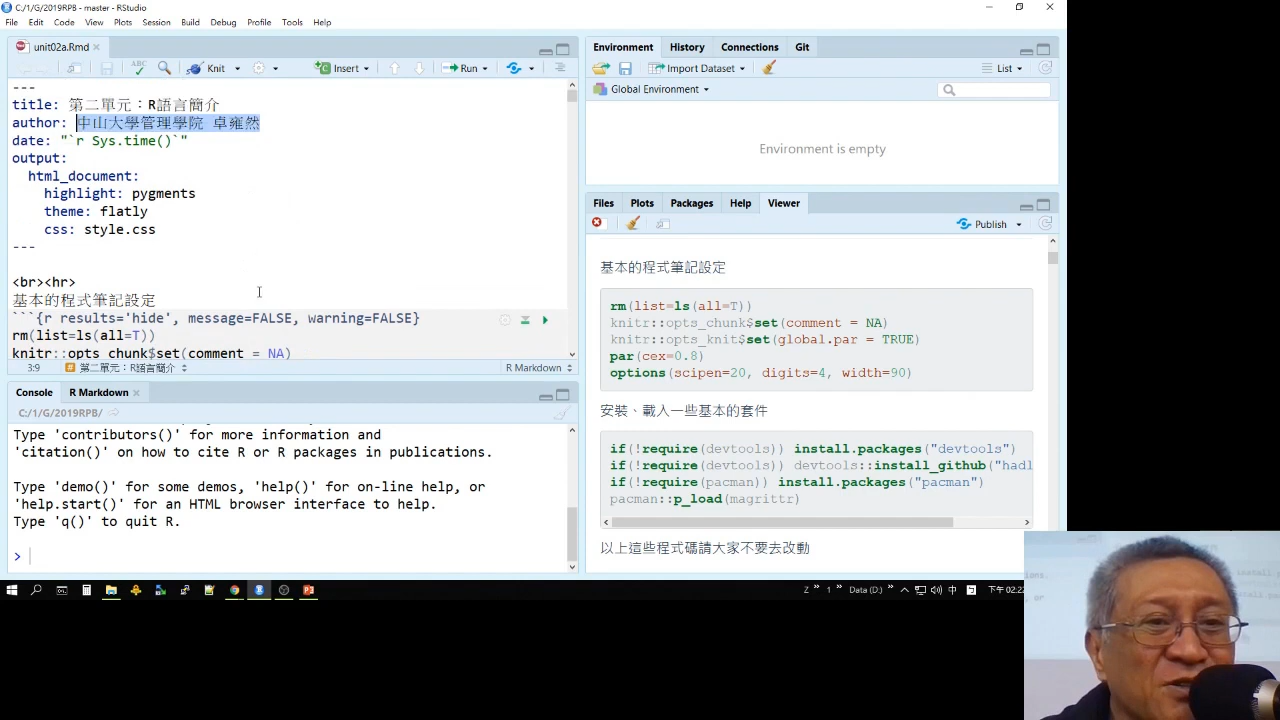 C:/1/G/2019RPB - master - RStudio
File Edit Code View Plots Session Build Debug Profile Tools Help
unit02a.Rmd
ABC Knit Insert Run
---
title: 第二單元：R語言簡介
author: 中山大學管理學院 卓雍然
date: "`r Sys.time()`"
output:
html_document:
highlight: pygments
theme: flatly
css: style.css
---
<br><hr>
基本的程式筆記設定
```{r results='hide', message=FALSE, warning=FALSE}
rm(list=ls(all=T))
knitr::opts_chunk$set(comment = NA)
3:9 第二單元：R語言簡介 R Markdown
Console R Markdown
C:/1/G/2019RPB/
Type 'contributors()' for more information and
'citation()' on how to cite R or R packages in publications.
Type 'demo()' for some demos, 'help()' for on-line help, or
'help.start()' for an HTML browser interface to help.
Type 'q()' to quit R.
>
Environment History Connections Git
Import Dataset List
Global Environment
Environment is empty
Files Plots Packages Help Viewer
Publish
基本的程式筆記設定
rm(list=ls(all=T))
knitr::opts_chunk$set(comment = NA)
knitr::opts_knit$set(global.par = TRUE)
par(cex=0.8)
options(scipen=20, digits=4, width=90)
安裝、載入一些基本的套件
if(!require(devtools)) install.packages("devtools")
if(!require(devtools)) devtools::install_github("hadl
if(!require(pacman)) install.packages("pacman")
pacman::p_load(magrittr)
以上這些程式碼請大家不要去改動
Z » 1 » Data (D:) » 中 下午 02:22